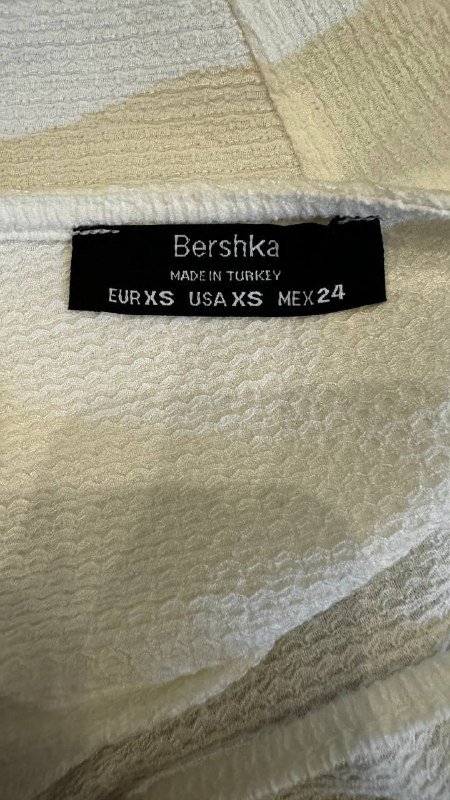 Bershka
MADE IN TURKEY
EUR XS USA XS MEX 24